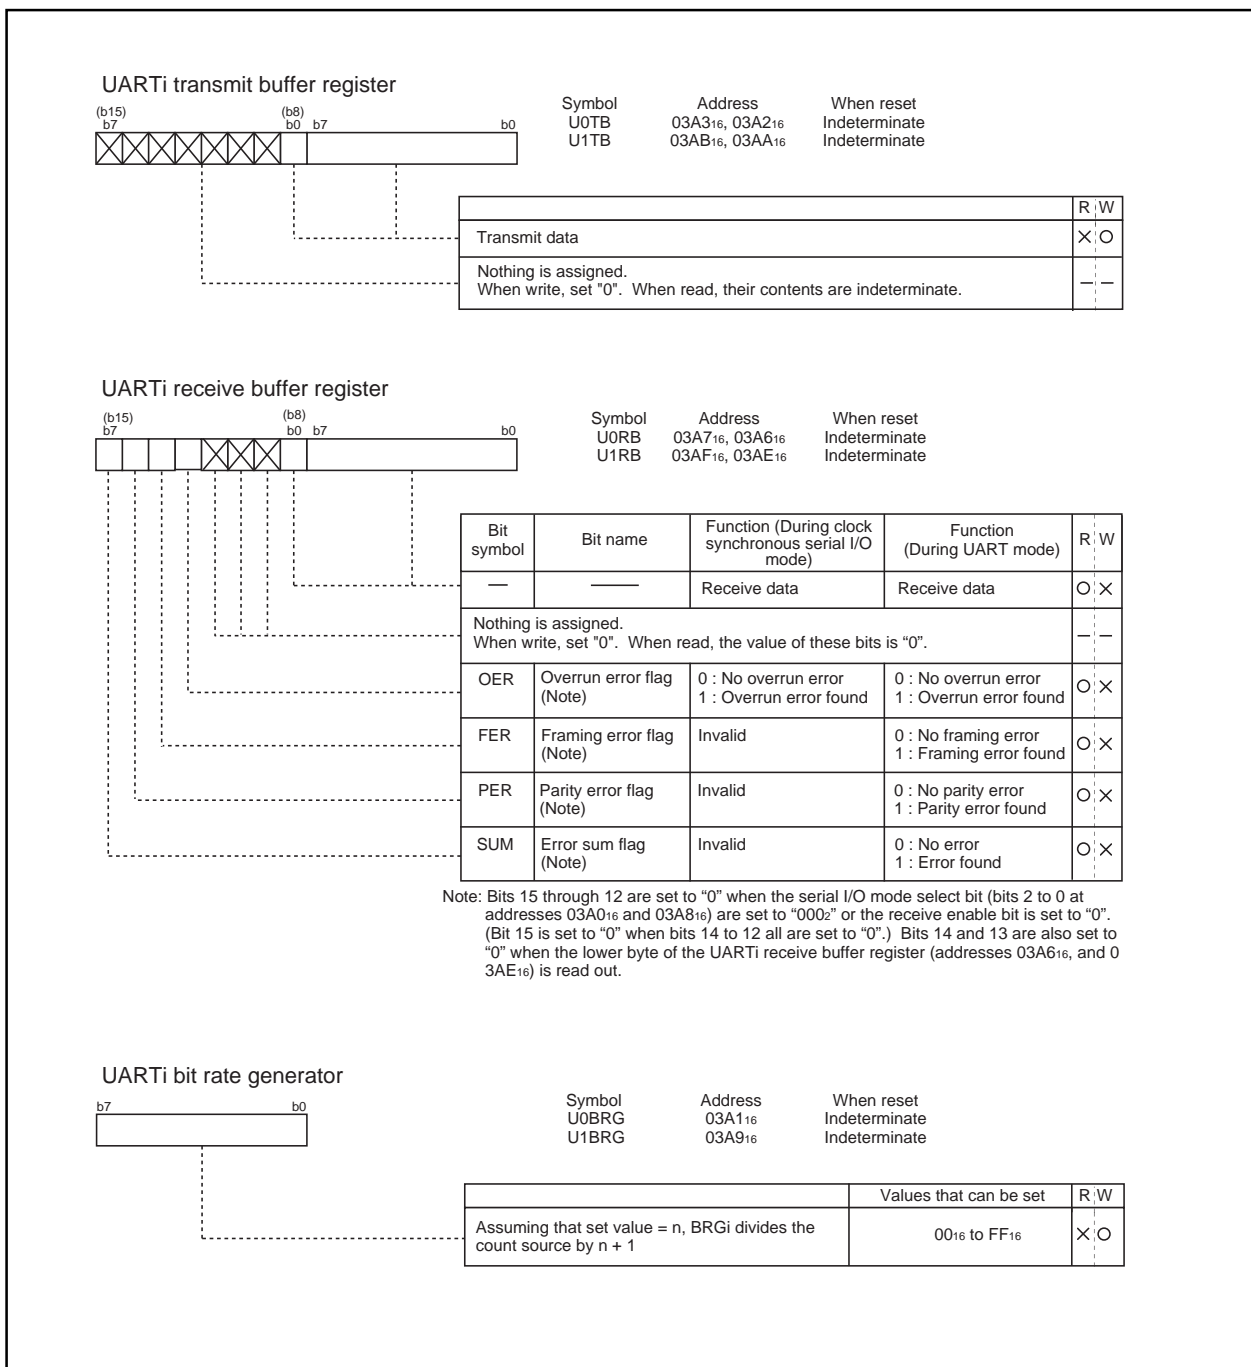 UARTi transmit buffer register
(b15) (b8)
b7 b0 b7 b0
Symbol Address When reset
U0TB 03A3₁₆, 03A2₁₆ Indeterminate
U1TB 03AB₁₆, 03AA₁₆ Indeterminate
R W
Transmit data × O
Nothing is assigned.
When write, set "0". When read, their contents are indeterminate. – –
UARTi receive buffer register
(b15) (b8)
b7 b0 b7 b0
Symbol Address When reset
U0RB 03A7₁₆, 03A6₁₆ Indeterminate
U1RB 03AF₁₆, 03AE₁₆ Indeterminate
Bit symbol Bit name Function (During clock synchronous serial I/O mode) Function (During UART mode) R W
— — Receive data Receive data O ×
Nothing is assigned.
When write, set "0". When read, the value of these bits is “0”. – –
OER Overrun error flag 0 : No overrun error 0 : No overrun error O ×
(Note) 1 : Overrun error found 1 : Overrun error found
FER Framing error flag Invalid 0 : No framing error O ×
(Note) 1 : Framing error found
PER Parity error flag Invalid 0 : No parity error O ×
(Note) 1 : Parity error found
SUM Error sum flag Invalid 0 : No error O ×
(Note) 1 : Error found
Note: Bits 15 through 12 are set to “0” when the serial I/O mode select bit (bits 2 to 0 at
addresses 03A0₁₆ and 03A8₁₆) are set to “000₂” or the receive enable bit is set to “0”.
(Bit 15 is set to “0” when bits 14 to 12 all are set to “0”.) Bits 14 and 13 are also set to
“0” when the lower byte of the UARTi receive buffer register (addresses 03A6₁₆, and 0
3AE₁₆) is read out.
UARTi bit rate generator
b7 b0
Symbol Address When reset
U0BRG 03A1₁₆ Indeterminate
U1BRG 03A9₁₆ Indeterminate
Values that can be set R W
Assuming that set value = n, BRGi divides the
count source by n + 1 00₁₆ to FF₁₆ × O